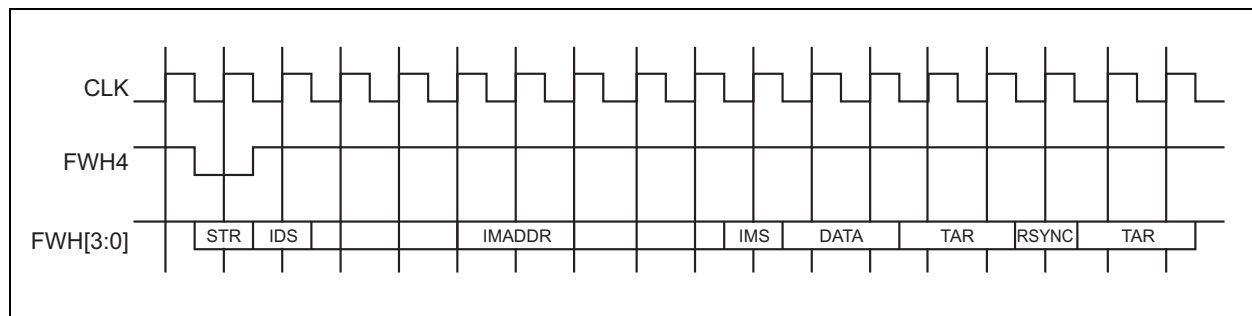 CLK
FWH4
FWH[3:0] STR IDS IMADDR IMS DATA TAR RSYNC TAR